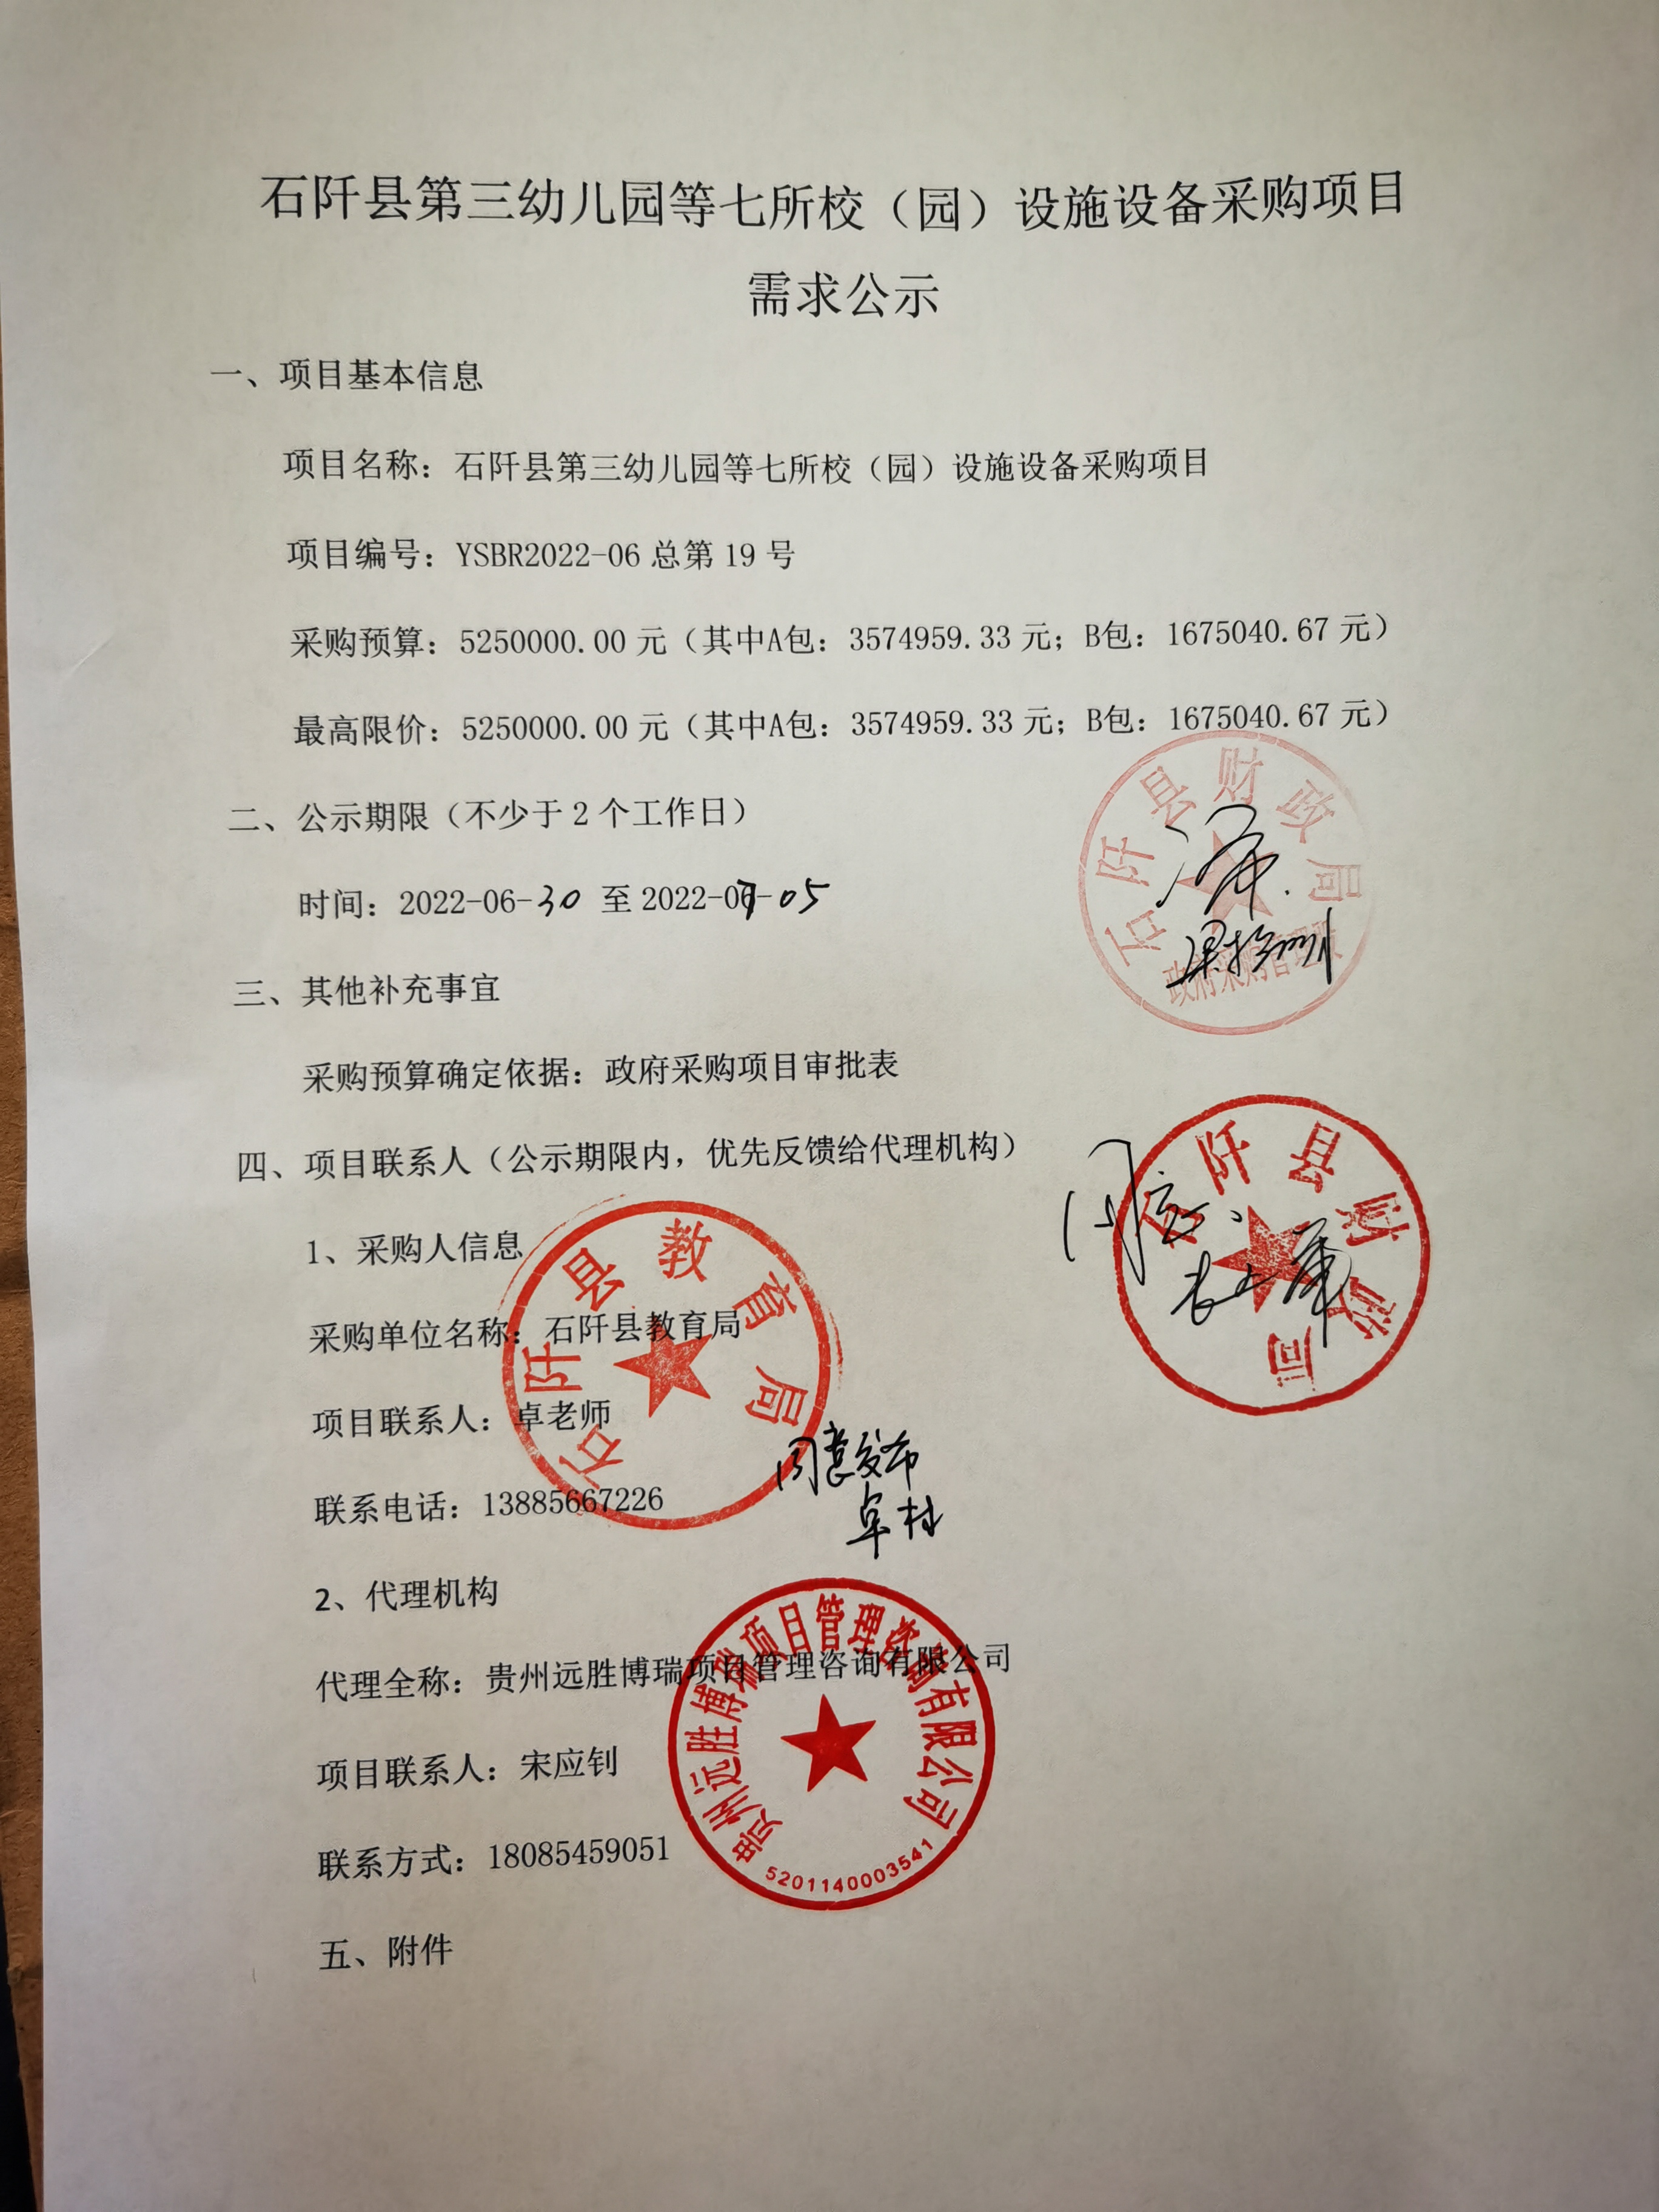 石阡县第三幼儿园等七所校（园）设施设备采购项目
需求公示
一、项目基本信息
项目名称：石阡县第三幼儿园等七所校（园）设施设备采购项目
项目编号：YSBR2022-06 总第 19 号
采购预算：5250000.00 元（其中A包：3574959.33 元；B包：1675040.67 元）
最高限价：5250000.00 元（其中A包：3574959.33 元；B包：1675040.67 元）
二、公示期限（不少于 2 个工作日）
时间：2022-06-30 至 2022-07-05
石阡县财政局
政府采购管理股
三、其他补充事宜
采购预算确定依据：政府采购项目审批表
四、项目联系人（公示期限内，优先反馈给代理机构）
石阡县财政局
1、采购人信息
采购单位名称：石阡县教育局
石阡县教育局
项目联系人：卓老师
同意发布
联系电话：13885667226
2、代理机构
代理全称：贵州远胜博瑞项目管理咨询有限公司
贵州远胜博瑞项目管理咨询有限公司
项目联系人：宋应钊
联系方式：18085459051
5201140003541
五、附件